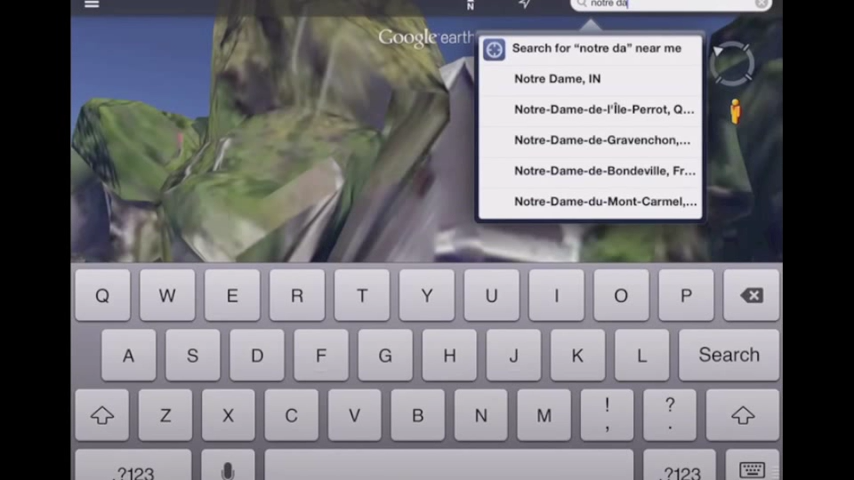 N
notre da
Google earth
Search for “notre da” near me
Notre Dame, IN
Notre-Dame-de-l'Île-Perrot, Q...
Notre-Dame-de-Gravenchon,...
Notre-Dame-de-Bondeville, Fr...
Notre-Dame-du-Mont-Carmel,...
Q W E R T Y U I O P
A S D F G H J K L Search
Z X C V B N M ! , ? .
.?123 .?123